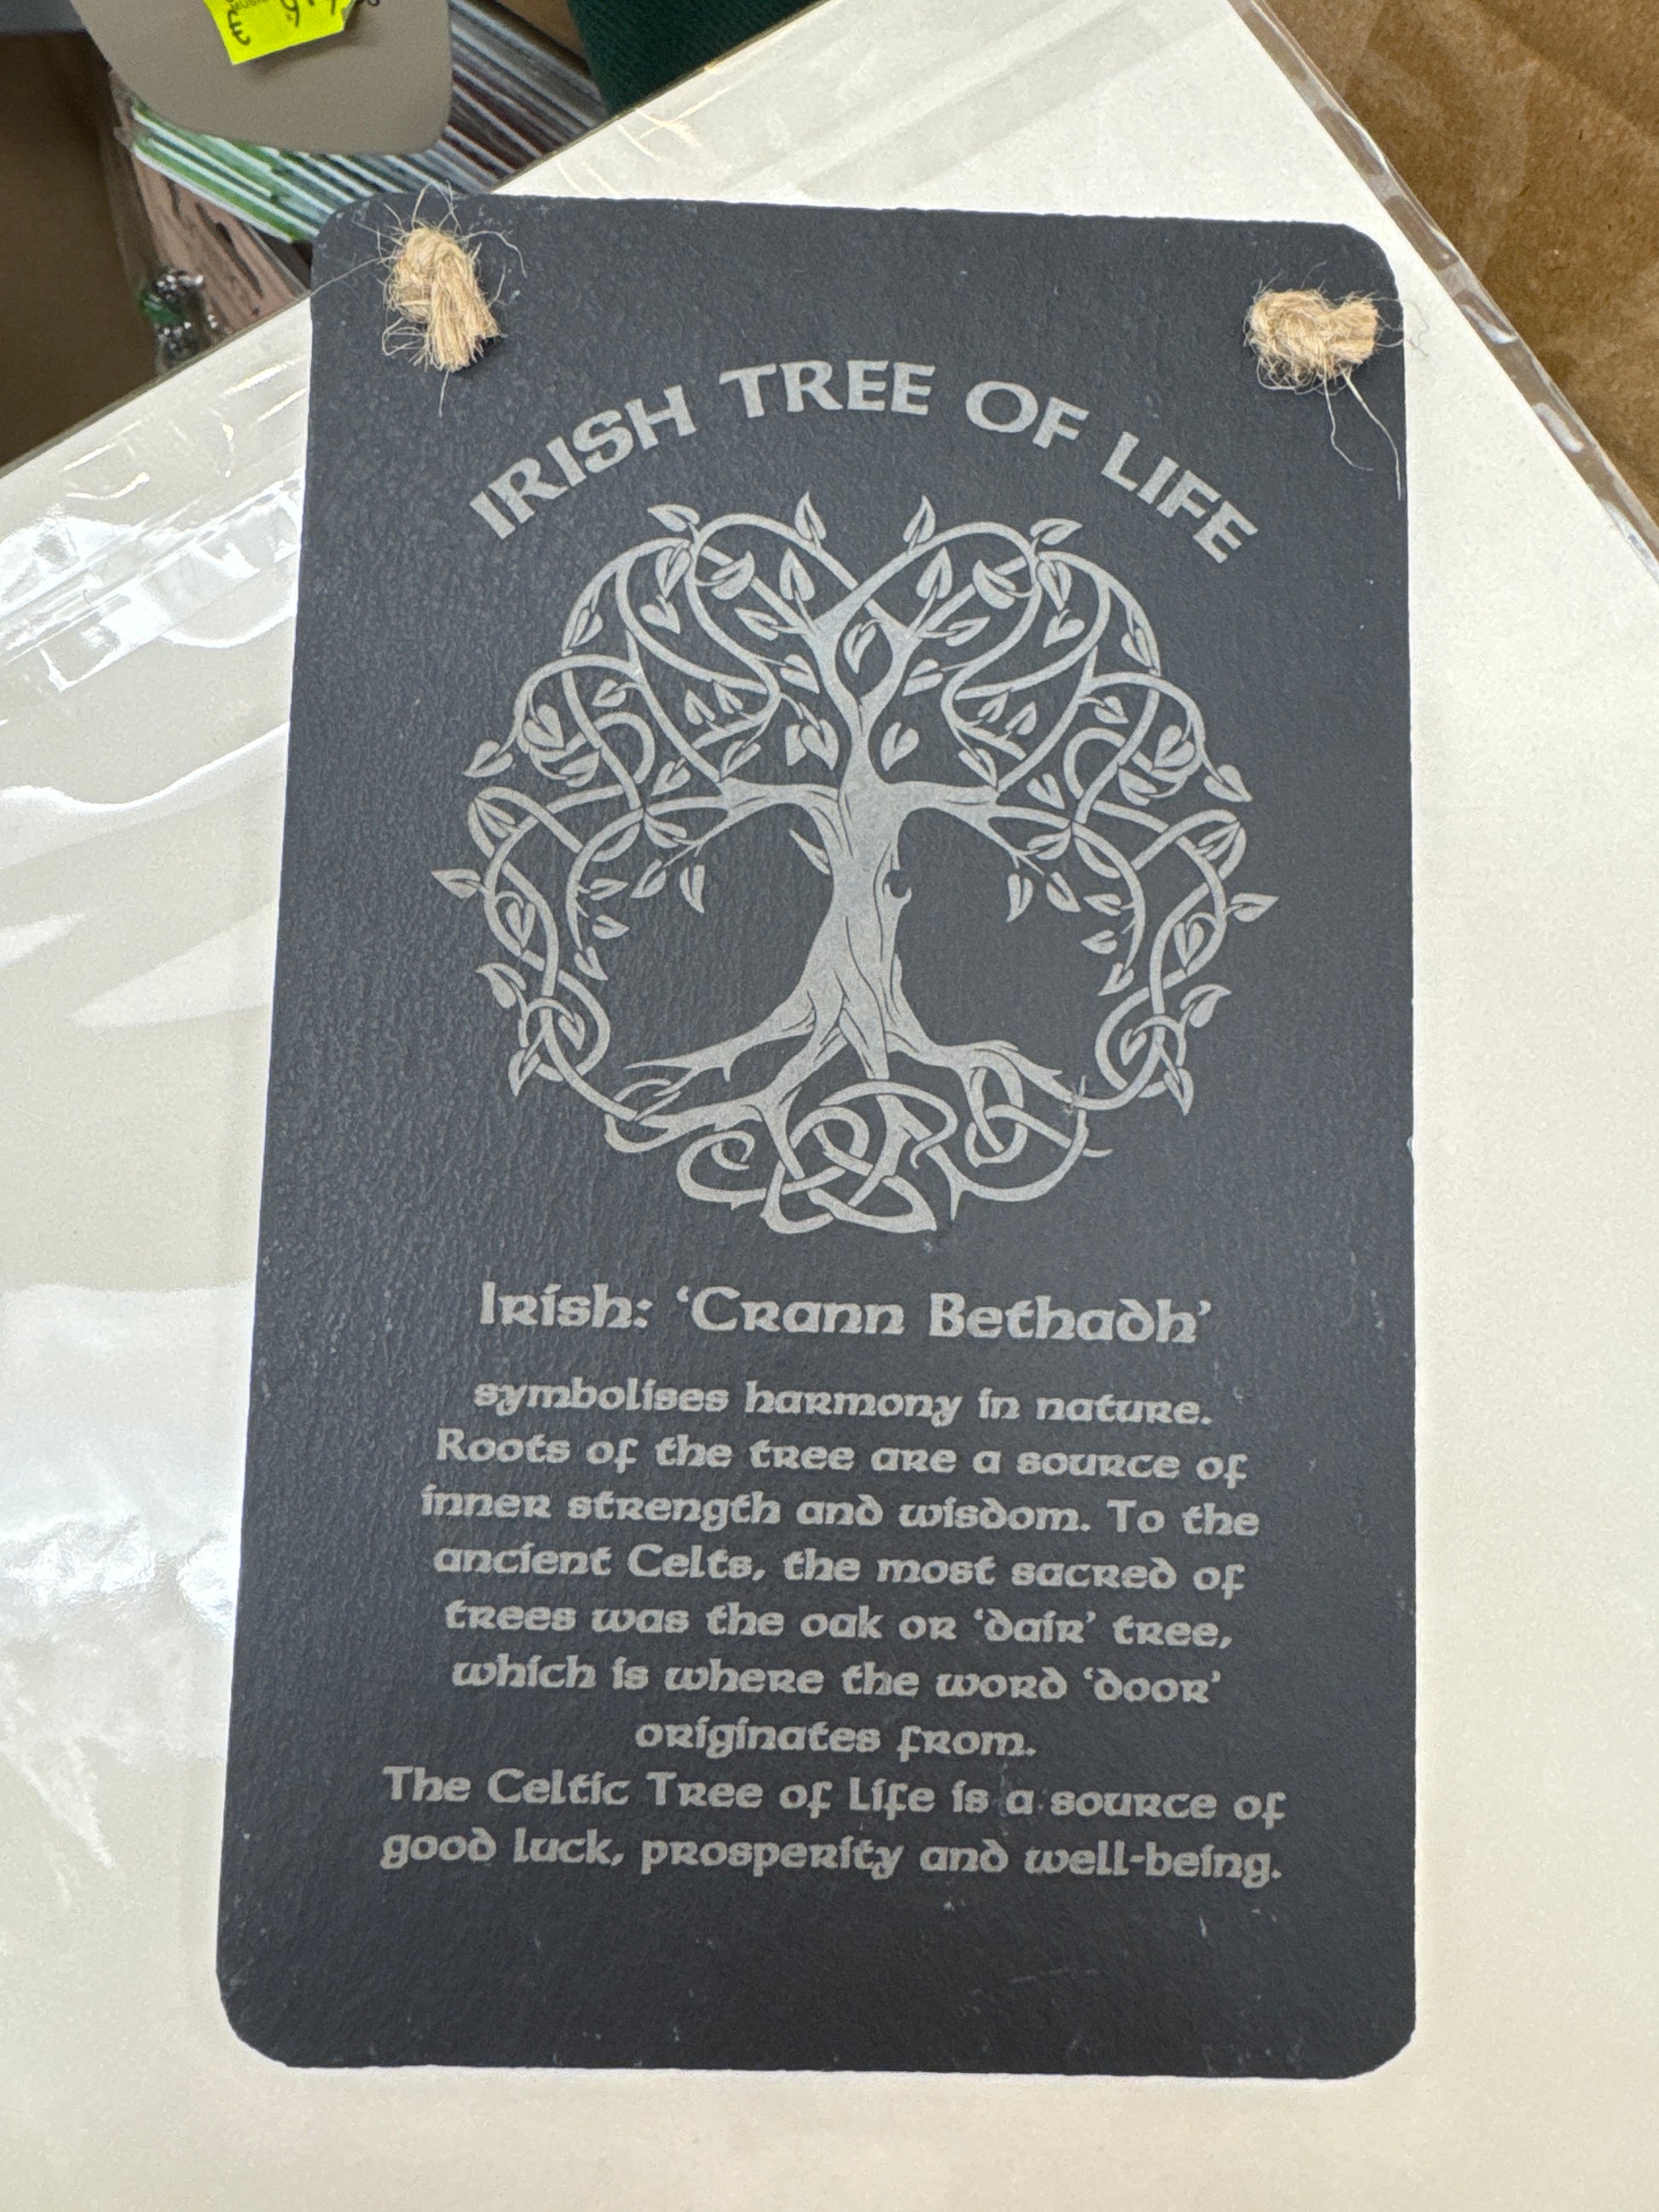 IRISH TREE OF LIFE
Irish: ‘Crann Bethadh’
symbolises harmony in nature.
Roots of the tree are a source of
inner strength and wisdom. To the
ancient Celts, the most sacred of
trees was the oak or ‘dair’ tree,
which is where the word ‘door’
originates from.
The Celtic Tree of Life is a source of
good luck, prosperity and well-being.